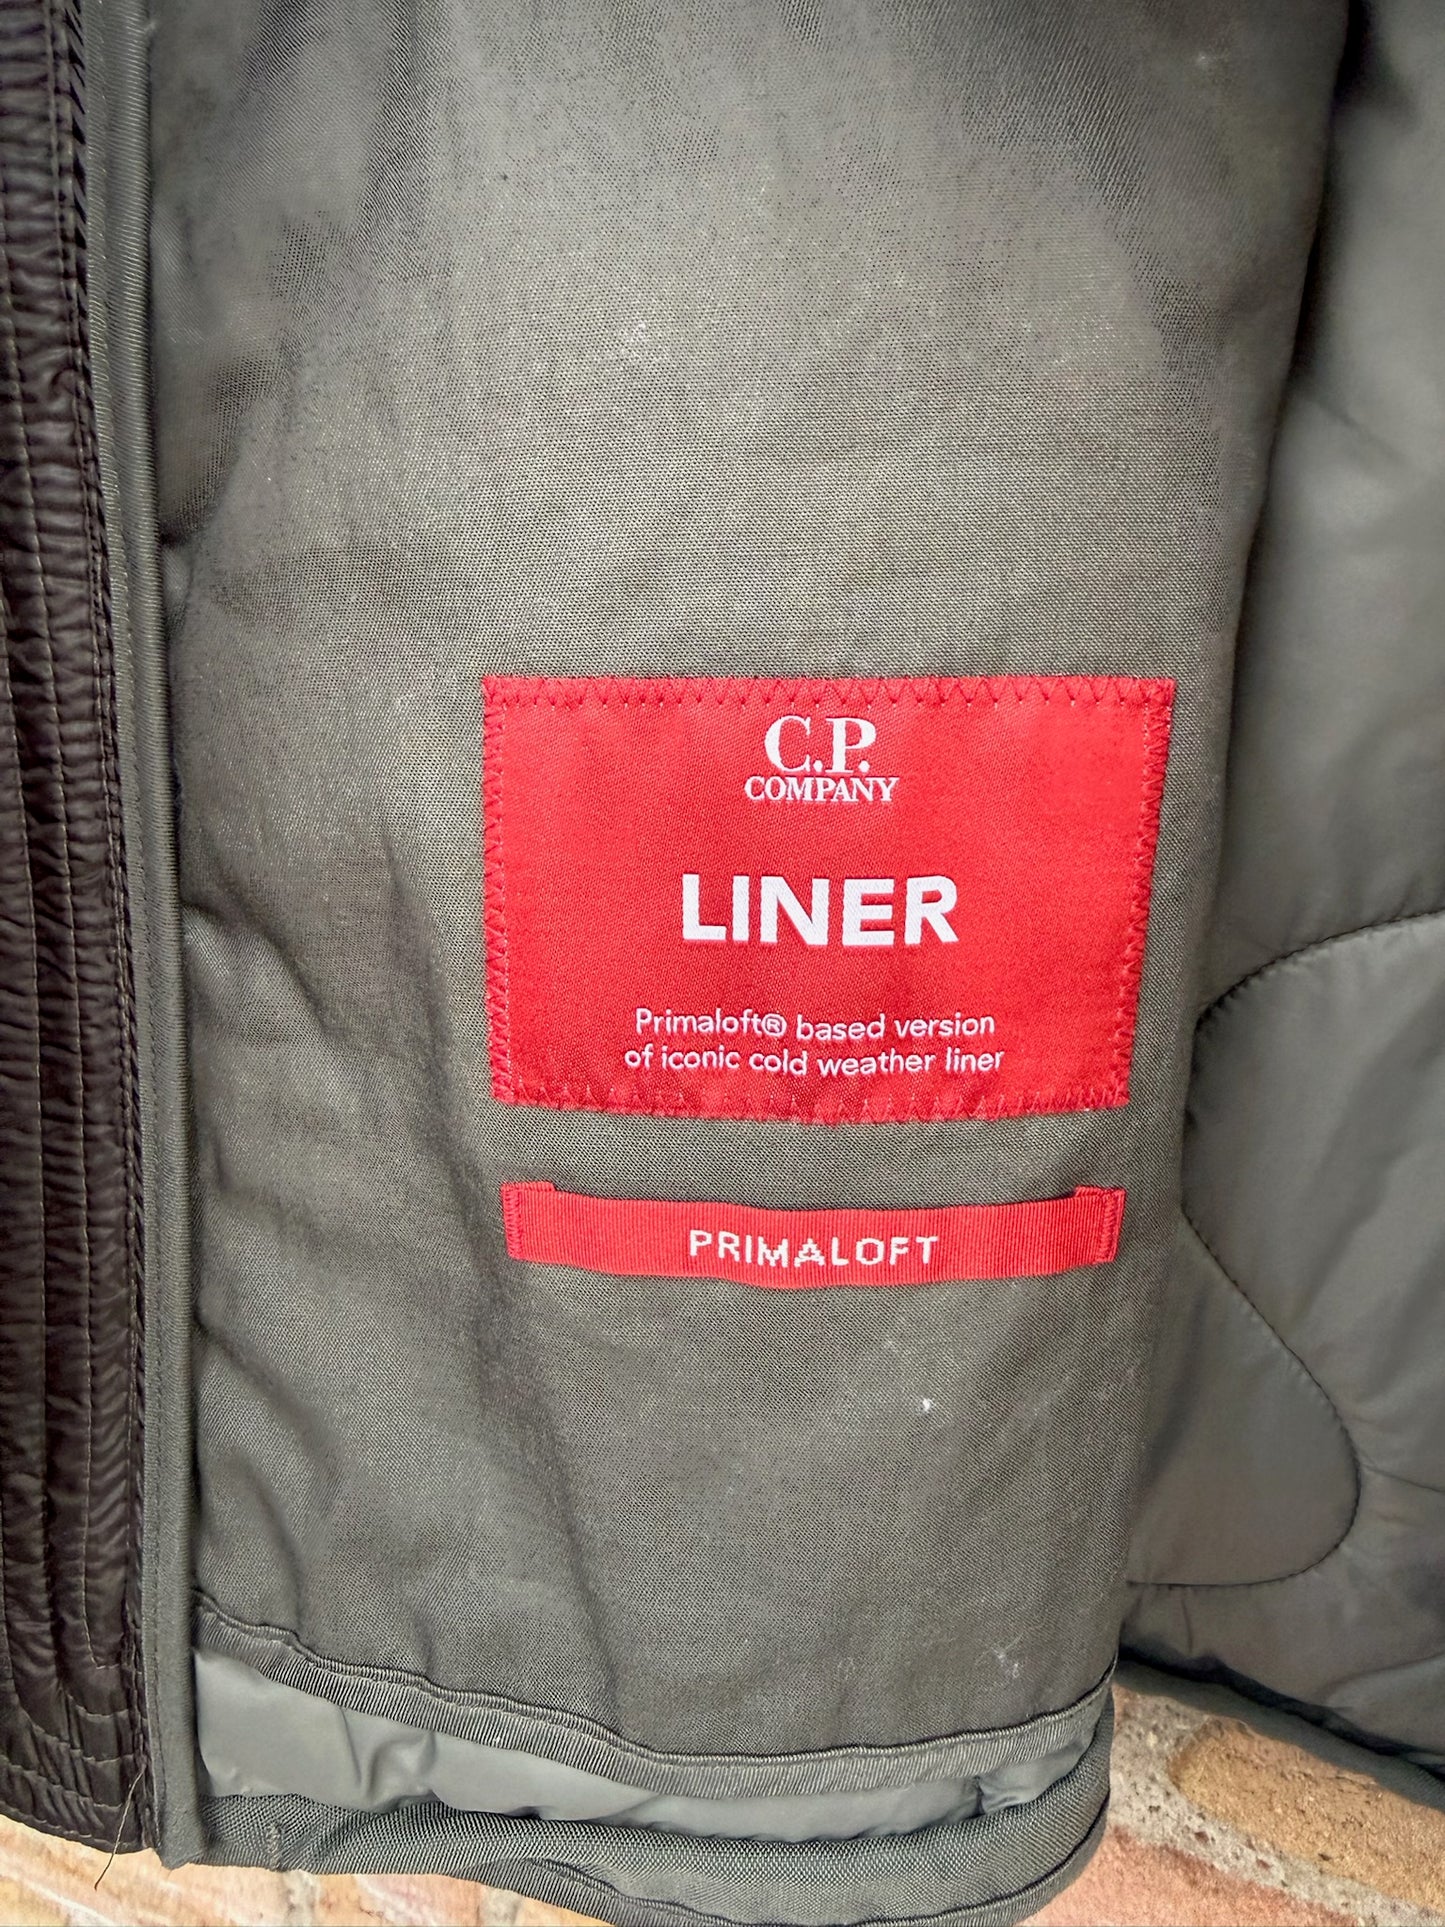 C.P.
COMPANY
LINER
Primaloft® based version
of iconic cold weather liner
PRIMALOFT